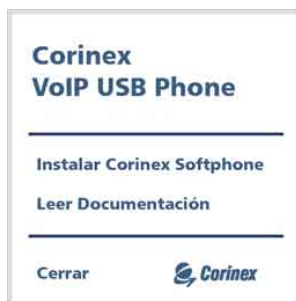 Corinex
VoIP USB Phone
Instalar Corinex Softphone
Leer Documentación
Cerrar
Corinex